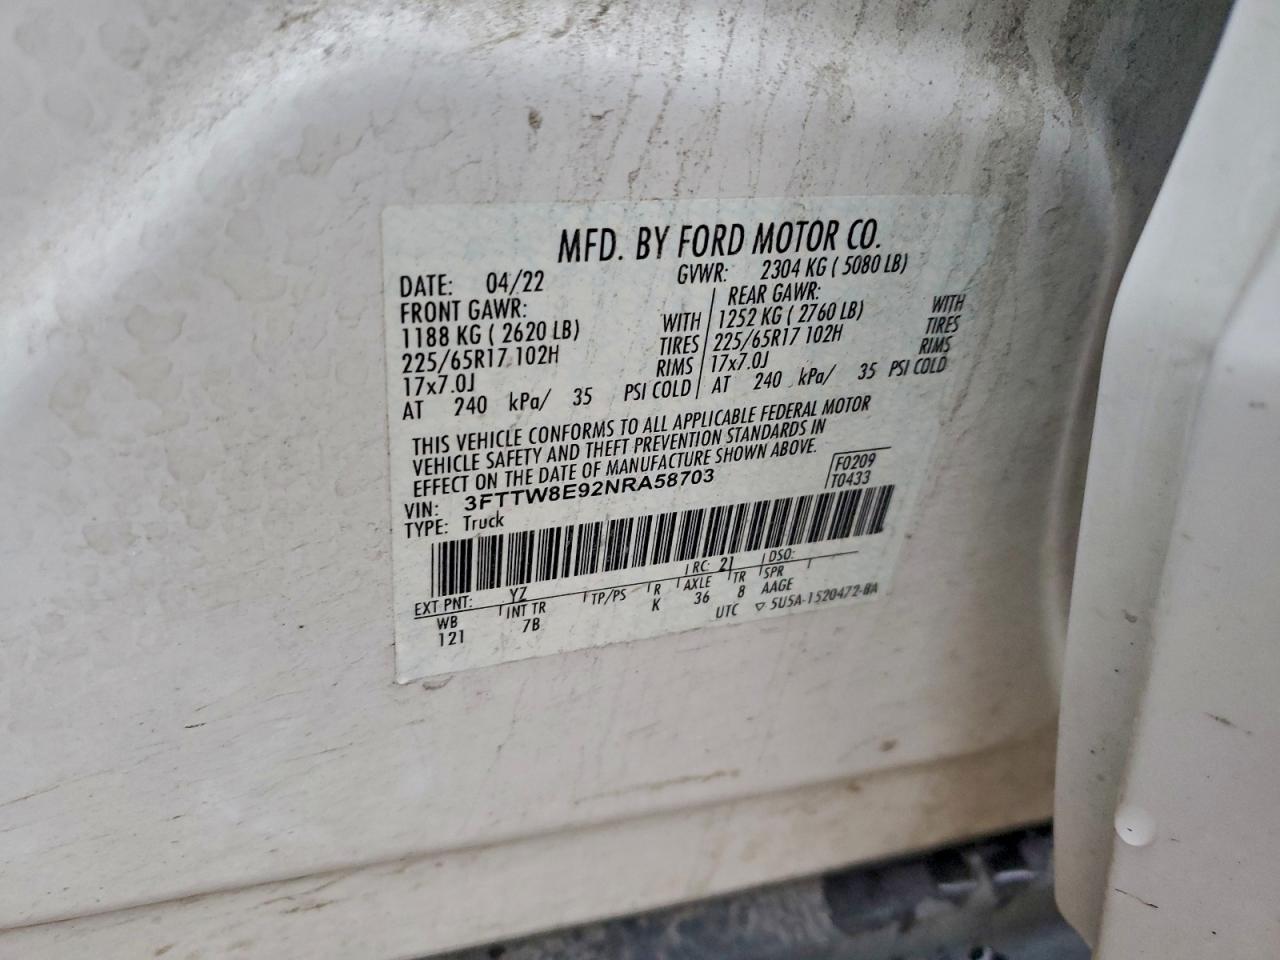 MFD. BY FORD MOTOR CO.
DATE: 04/22 GVWR: 2304 KG ( 5080 LB)
FRONT GAWR: REAR GAWR:
1188 KG ( 2620 LB) WITH 1252 KG ( 2760 LB) WITH
225/65R17 102H TIRES 225/65R17 102H TIRES
17x7.0J RIMS 17x7.0J RIMS
AT 240 kPa/ 35 PSI COLD AT 240 kPa/ 35 PSI COLD
THIS VEHICLE CONFORMS TO ALL APPLICABLE FEDERAL MOTOR
VEHICLE SAFETY AND THEFT PREVENTION STANDARDS IN
EFFECT ON THE DATE OF MANUFACTURE SHOWN ABOVE.
F0209
T0433
VIN: 3FTTW8E92NRA58703
TYPE: Truck
EXT PNT: YZ RC: 21 DSO:
WB INT TR TP/PS R AXLE TR SPR
121 7B K 36 8 AAGE
UTC ▽ 5U5A-1520472-BA